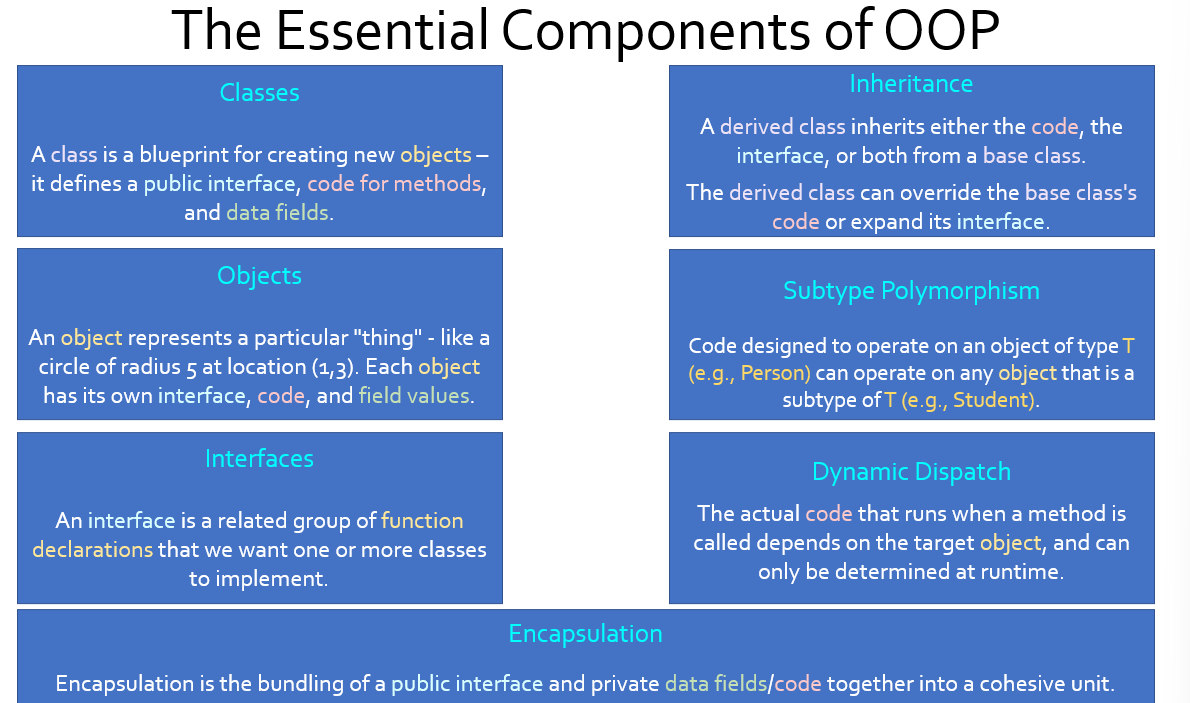 The Essential Components of OOP
Classes
A class is a blueprint for creating new objects –
it defines a public interface, code for methods,
and data fields.
Inheritance
A derived class inherits either the code, the
interface, or both from a base class.
The derived class can override the base class's
code or expand its interface.
Objects
An object represents a particular "thing" - like a
circle of radius 5 at location (1,3). Each object
has its own interface, code, and field values.
Subtype Polymorphism
Code designed to operate on an object of type T
(e.g., Person) can operate on any object that is a
subtype of T (e.g., Student).
Interfaces
An interface is a related group of function
declarations that we want one or more classes
to implement.
Dynamic Dispatch
The actual code that runs when a method is
called depends on the target object, and can
only be determined at runtime.
Encapsulation
Encapsulation is the bundling of a public interface and private data fields/code together into a cohesive unit.